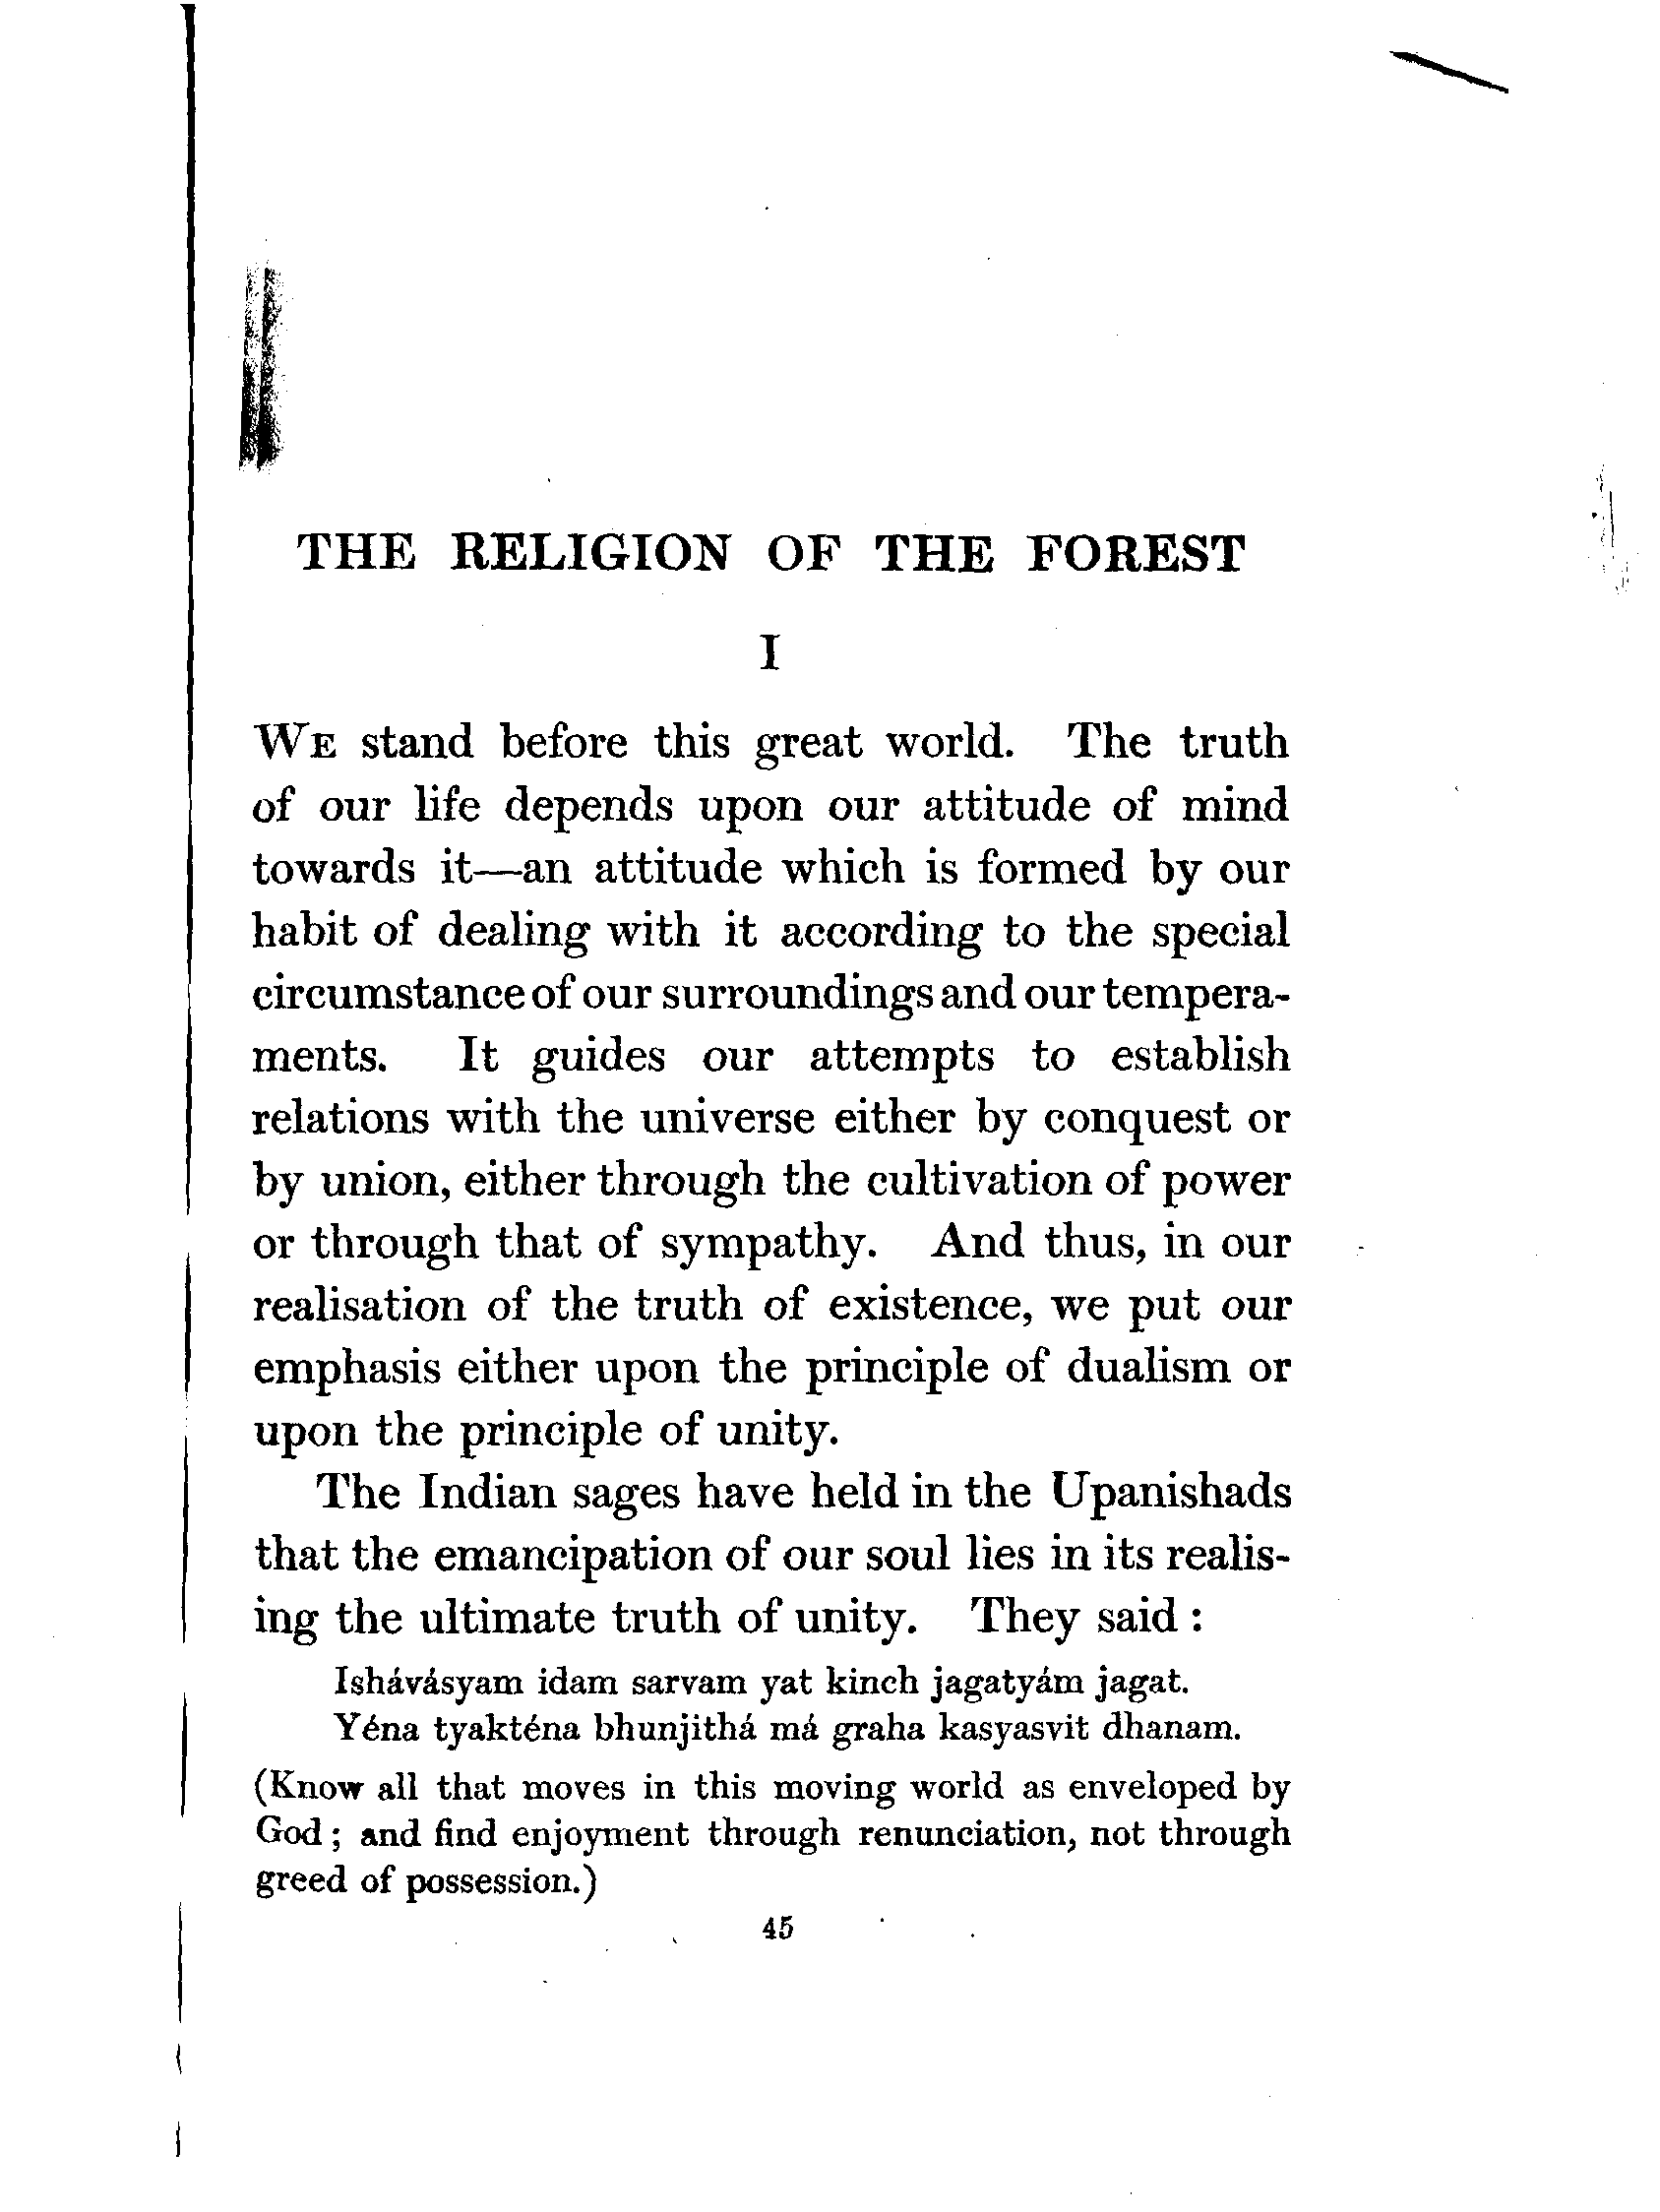 THE RELIGION OF THE FOREST
I
WE stand before this great world. The truth
of our life depends upon our attitude of mind
towards it—an attitude which is formed by our
habit of dealing with it according to the special
circumstance of our surroundings and our tempera-
ments. It guides our attempts to establish
relations with the universe either by conquest or
by union, either through the cultivation of power
or through that of sympathy. And thus, in our
realisation of the truth of existence, we put our
emphasis either upon the principle of dualism or
upon the principle of unity.
The Indian sages have held in the Upanishads
that the emancipation of our soul lies in its realis-
ing the ultimate truth of unity. They said :
Ishávásyam idam sarvam yat kinch jagatyám jagat.
Yéna tyakténa bhunjithá má graha kasyasvit dhanam.
(Know all that moves in this moving world as enveloped by
God ; and find enjoyment through renunciation, not through
greed of possession.)
45